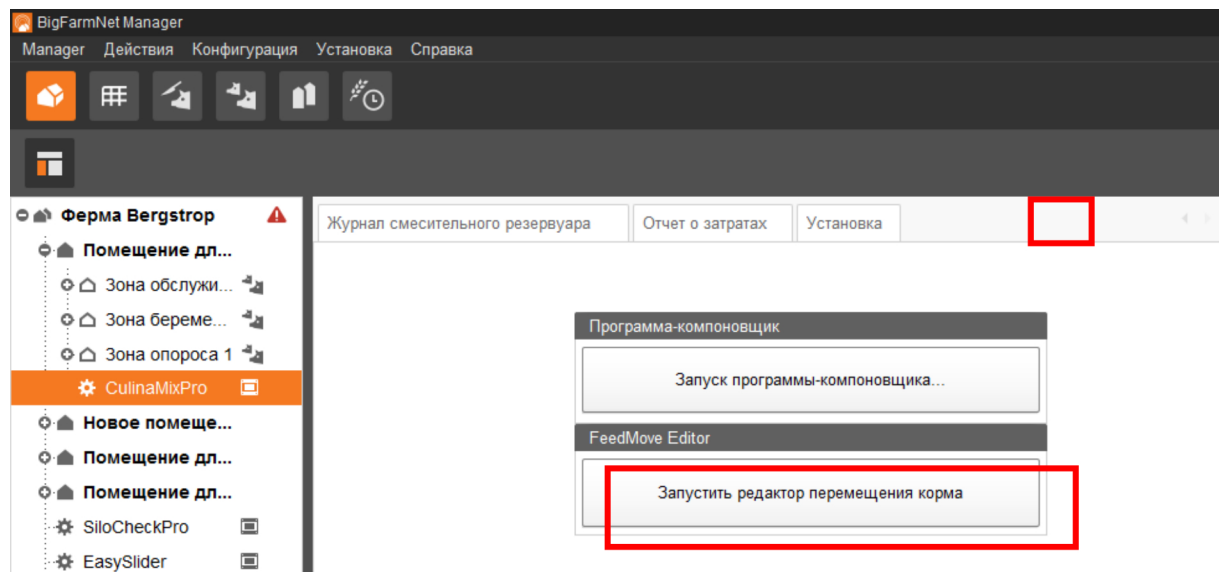 BigFarmNet Manager
Manager Действия Конфигурация Установка Справка
Ферма Bergstrop
Помещение дл...
Зона обслужи...
Зона береме...
Зона опороса 1
CulinaMixPro
Новое помеще...
Помещение дл...
Помещение дл...
SiloCheckPro
EasySlider
Журнал смесительного резервуара Отчет о затратах Установка
Программа-компоновщик
Запуск программы-компоновщика...
FeedMove Editor
Запустить редактор перемещения корма